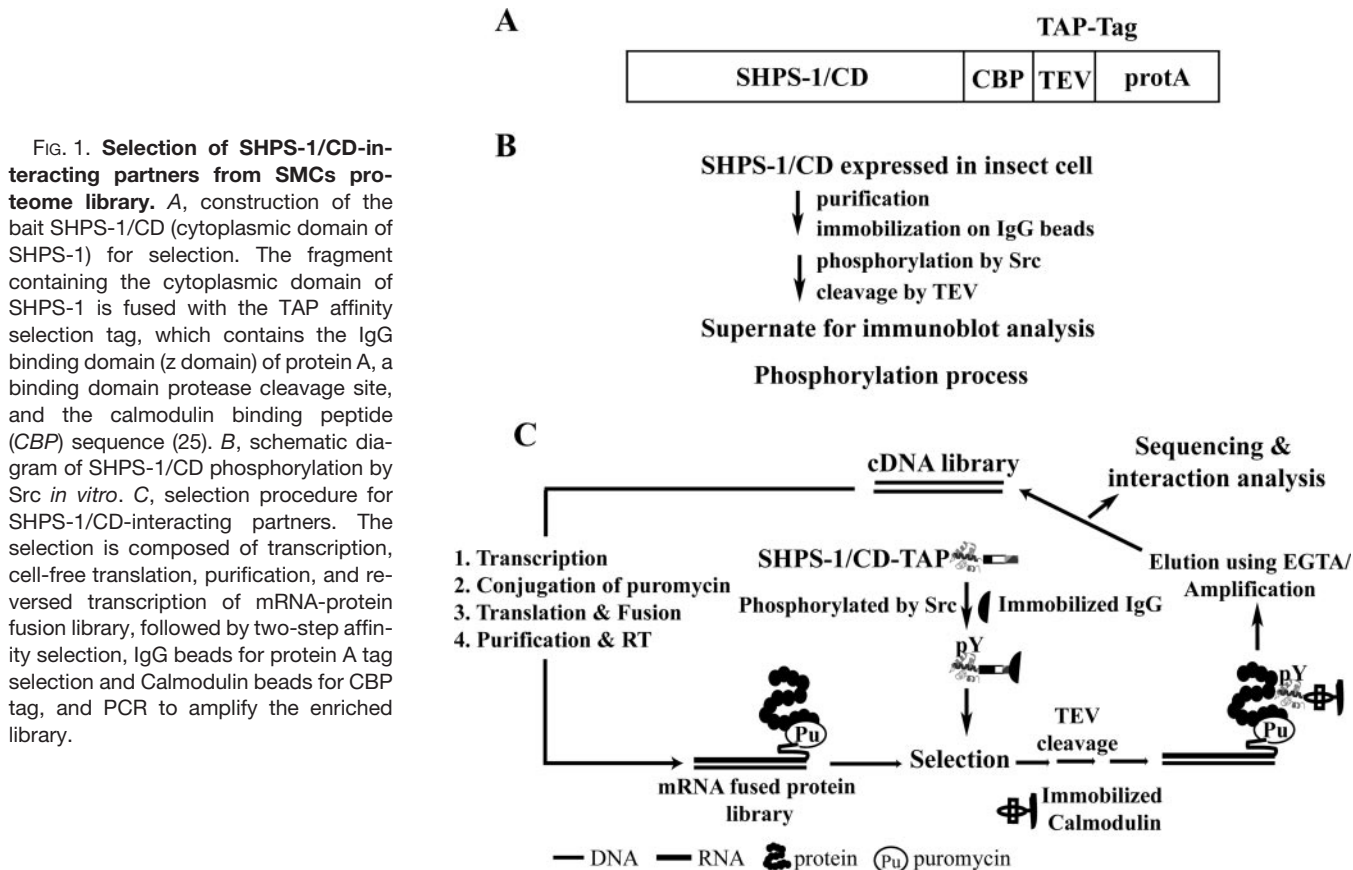 FIG. 1. Selection of SHPS-1/CD-in-
teracting partners from SMCs pro-
teome library. A, construction of the
bait SHPS-1/CD (cytoplasmic domain of
SHPS-1) for selection. The fragment
containing the cytoplasmic domain of
SHPS-1 is fused with the TAP affinity
selection tag, which contains the IgG
binding domain (z domain) of protein A, a
binding domain protease cleavage site,
and the calmodulin binding peptide
(CBP) sequence (25). B, schematic dia-
gram of SHPS-1/CD phosphorylation by
Src in vitro. C, selection procedure for
SHPS-1/CD-interacting partners. The
selection is composed of transcription,
cell-free translation, purification, and re-
versed transcription of mRNA-protein
fusion library, followed by two-step affin-
ity selection, IgG beads for protein A tag
selection and Calmodulin beads for CBP
tag, and PCR to amplify the enriched
library.
A
TAP-Tag
SHPS-1/CD CBP TEV protA
B
SHPS-1/CD expressed in insect cell
purification
immobilization on IgG beads
phosphorylation by Src
cleavage by TEV
Supernate for immunoblot analysis
Phosphorylation process
C
cDNA library
Sequencing &
interaction analysis
1. Transcription
2. Conjugation of puromycin
3. Translation & Fusion
4. Purification & RT
SHPS-1/CD-TAP
Phosphorylated by Src
Immobilized IgG
pY
Elution using EGTA/
Amplification
pY
Pu
Pu
mRNA fused protein
library
Selection
TEV
cleavage
Immobilized
Calmodulin
DNA RNA protein Pu puromycin